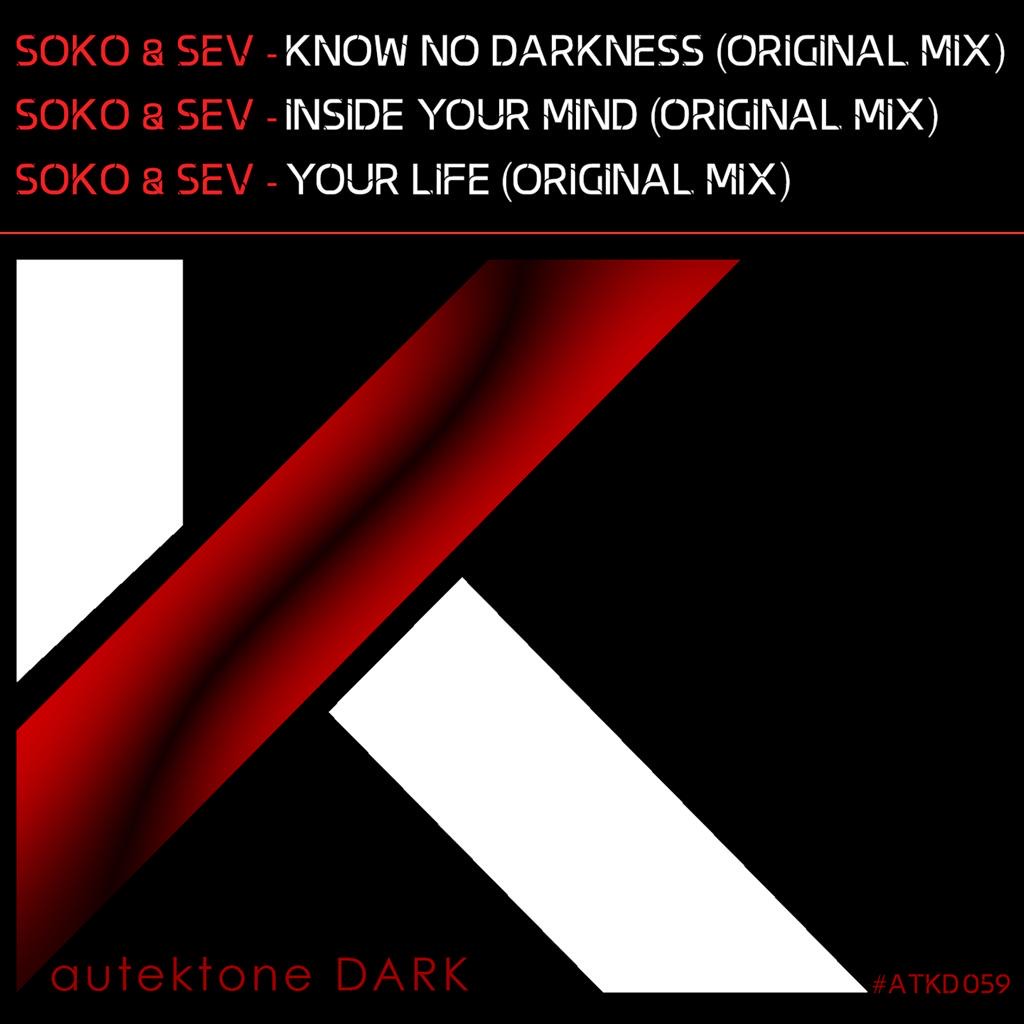 SOKO & SEV - KNOW NO DARKNESS (ORiGiNAL MiX)
SOKO & SEV - iNSiDE YOUR MiND (ORiGiNAL MiX)
SOKO & SEV - YOUR LiFE (ORiGiNAL MiX)
autektone DARK
#ATKD059